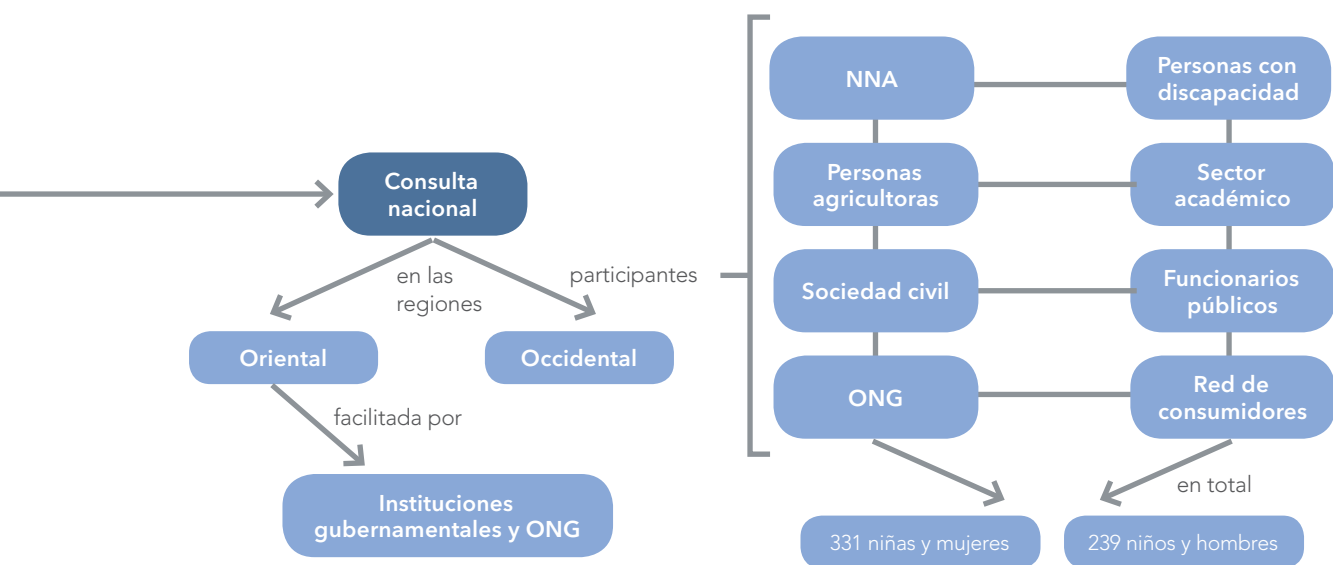 Consulta
nacional
en las
regiones
participantes
Oriental
Occidental
facilitada por
Instituciones
gubernamentales y ONG
NNA
Personas con
discapacidad
Personas
agricultoras
Sector
académico
Sociedad civil
Funcionarios
públicos
ONG
Red de
consumidores
en total
331 niñas y mujeres
239 niños y hombres